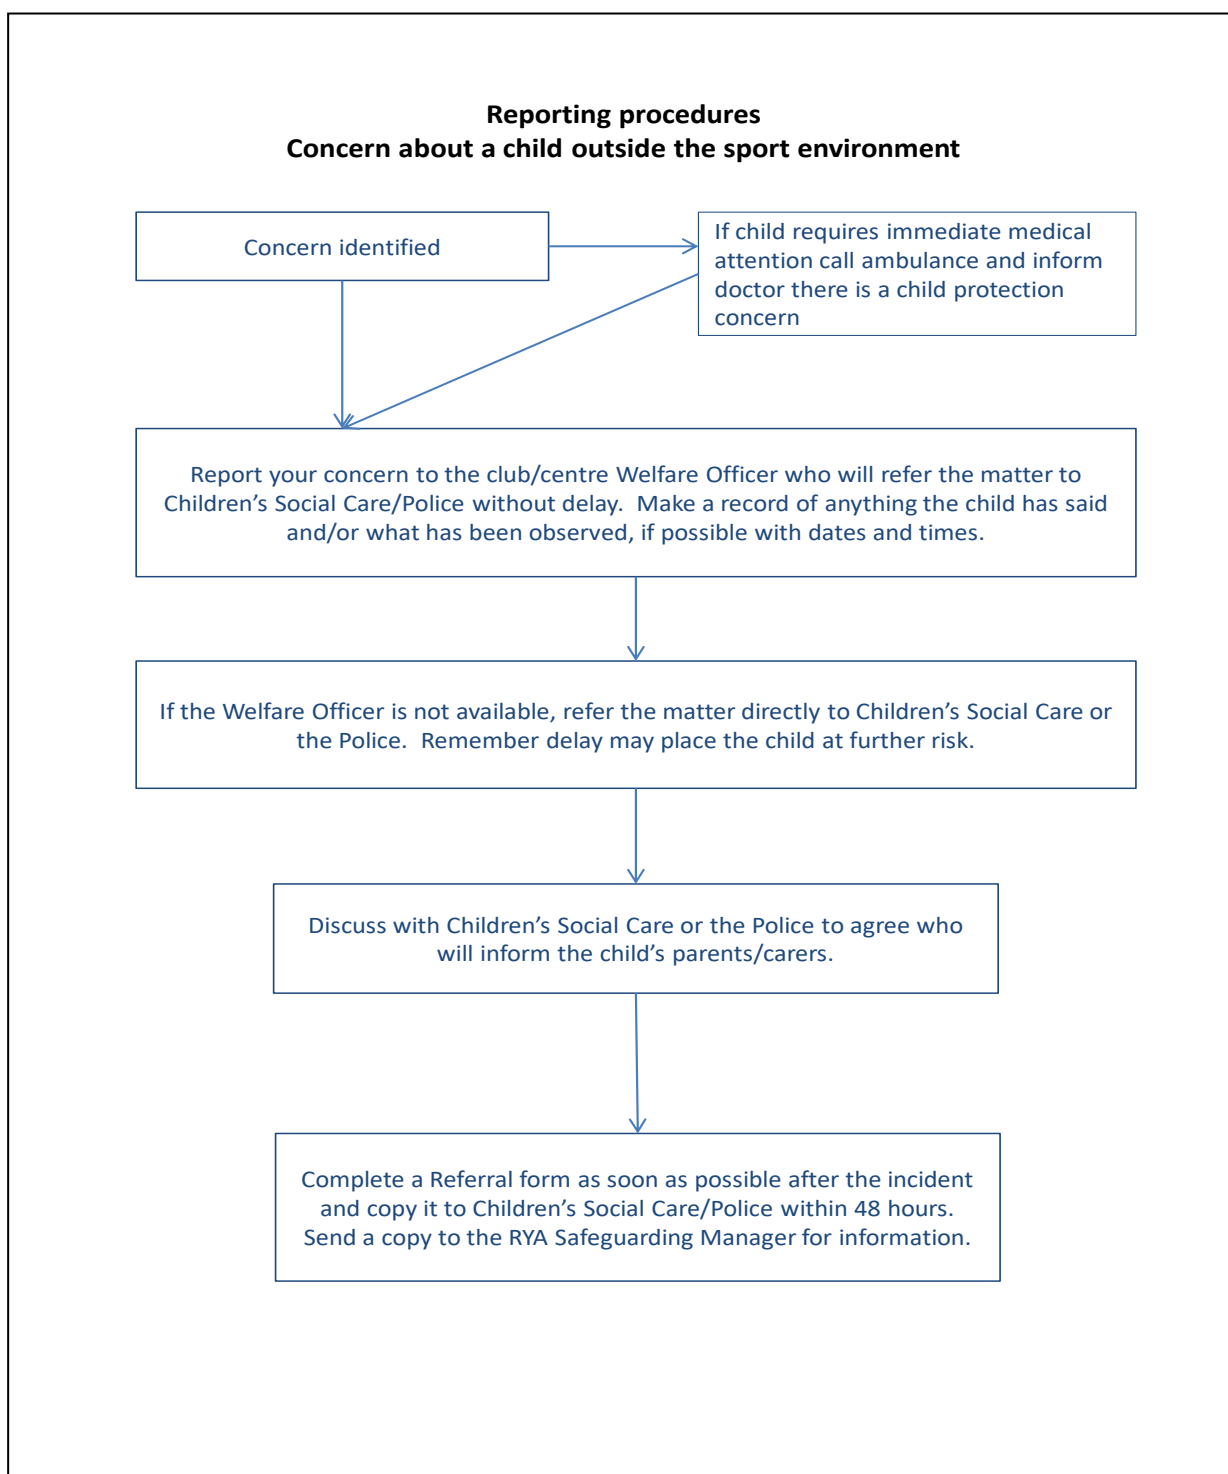 Reporting procedures
Concern about a child outside the sport environment
Concern identified
If child requires immediate medical
attention call ambulance and inform
doctor there is a child protection
concern
Report your concern to the club/centre Welfare Officer who will refer the matter to
Children’s Social Care/Police without delay.  Make a record of anything the child has said
and/or what has been observed, if possible with dates and times.
If the Welfare Officer is not available, refer the matter directly to Children’s Social Care or
the Police.  Remember delay may place the child at further risk.
Discuss with Children’s Social Care or the Police to agree who
will inform the child’s parents/carers.
Complete a Referral form as soon as possible after the incident
and copy it to Children’s Social Care/Police within 48 hours.
Send a copy to the RYA Safeguarding Manager for information.